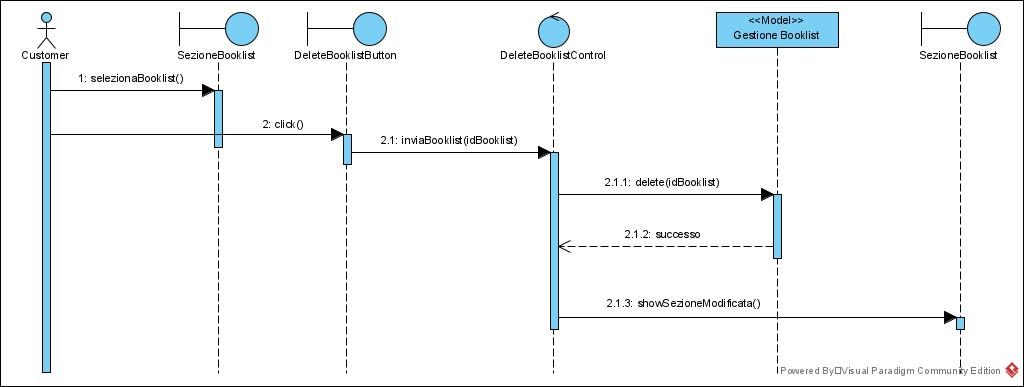 <<Model>>
Gestione Booklist
Customer
SezioneBooklist
DeleteBooklistButton
DeleteBooklistControl
SezioneBooklist
1: selezionaBooklist()
2: click()
2.1: inviaBooklist(idBooklist)
2.1.1: delete(idBooklist)
2.1.2: successo
2.1.3: showSezioneModificata()
Powered By Visual Paradigm Community Edition